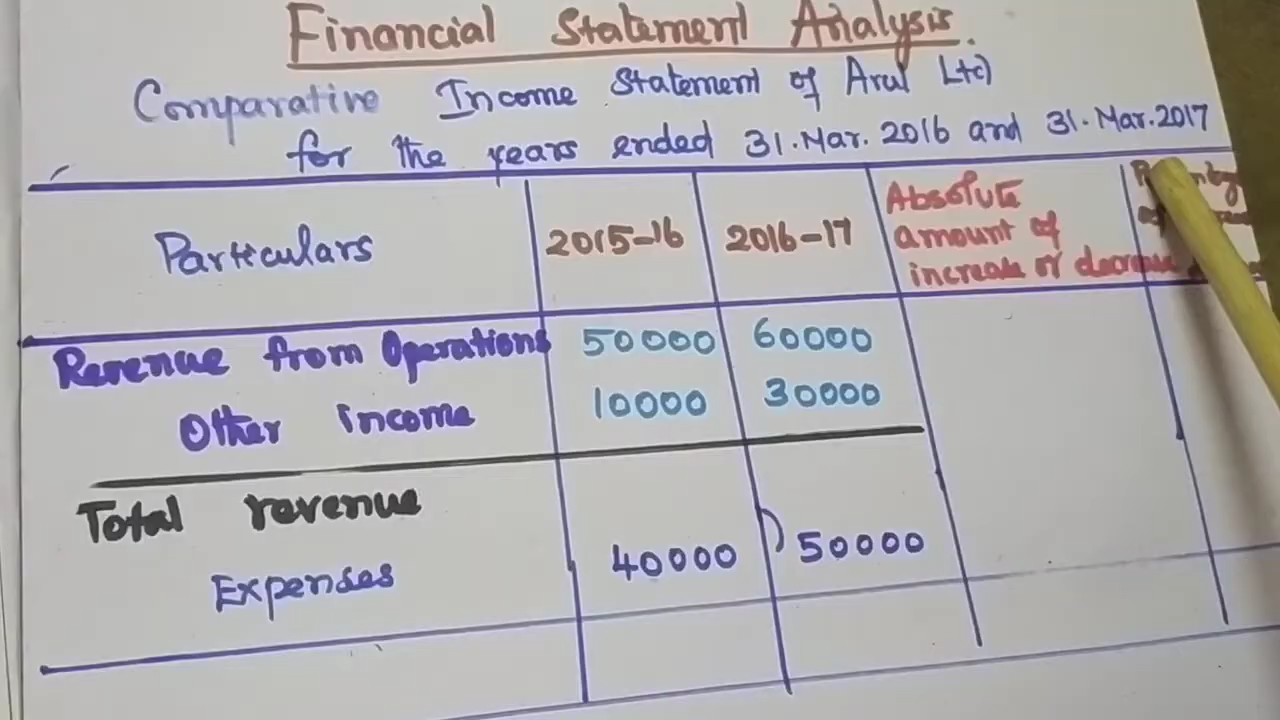 Financial Statement Analysis.
Comparative Income Statement of Arul Ltd
for the years ended 31.Mar.2016 and 31.Mar.2017
Particulars 2015-16 2016-17 Absolute amount of increase or decrease
Revenue from Operations 50000 60000
Other income 10000 30000
Total revenue
Expenses 40000 50000